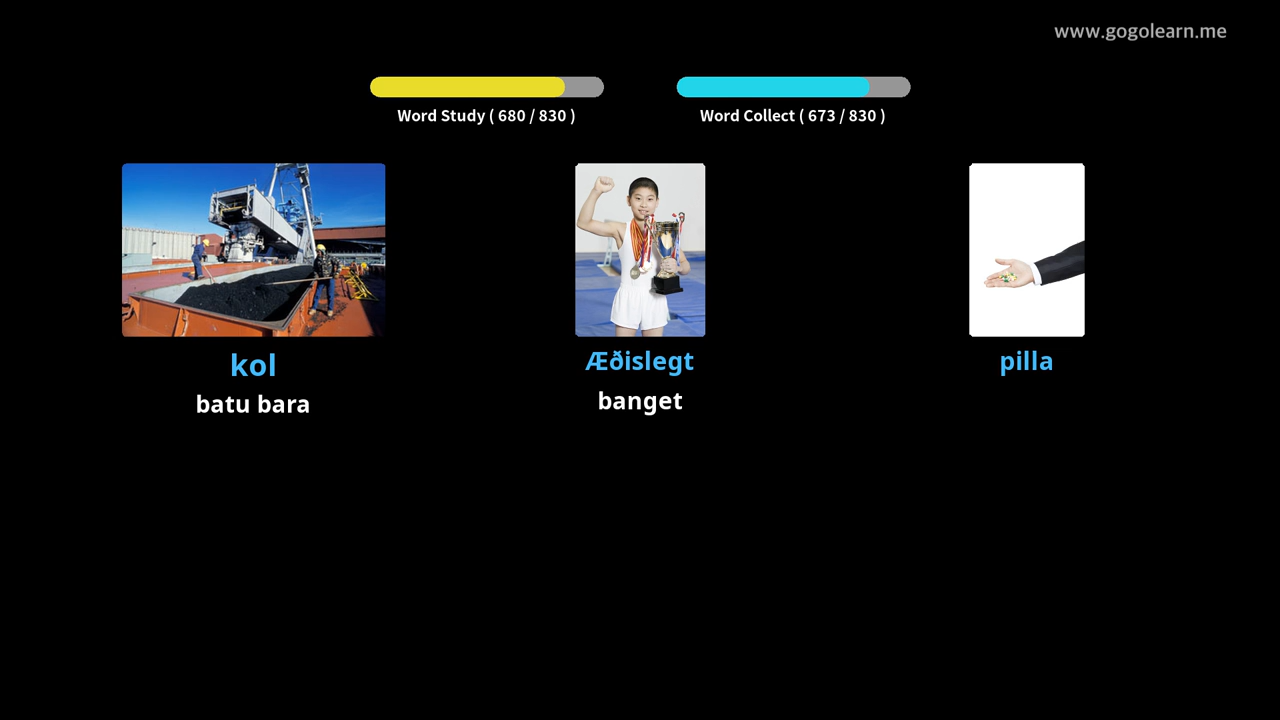 www.gogolearn.me
Word Study ( 680 / 830 )
Word Collect ( 673 / 830 )
kol
batu bara
Æðislegt
banget
pilla